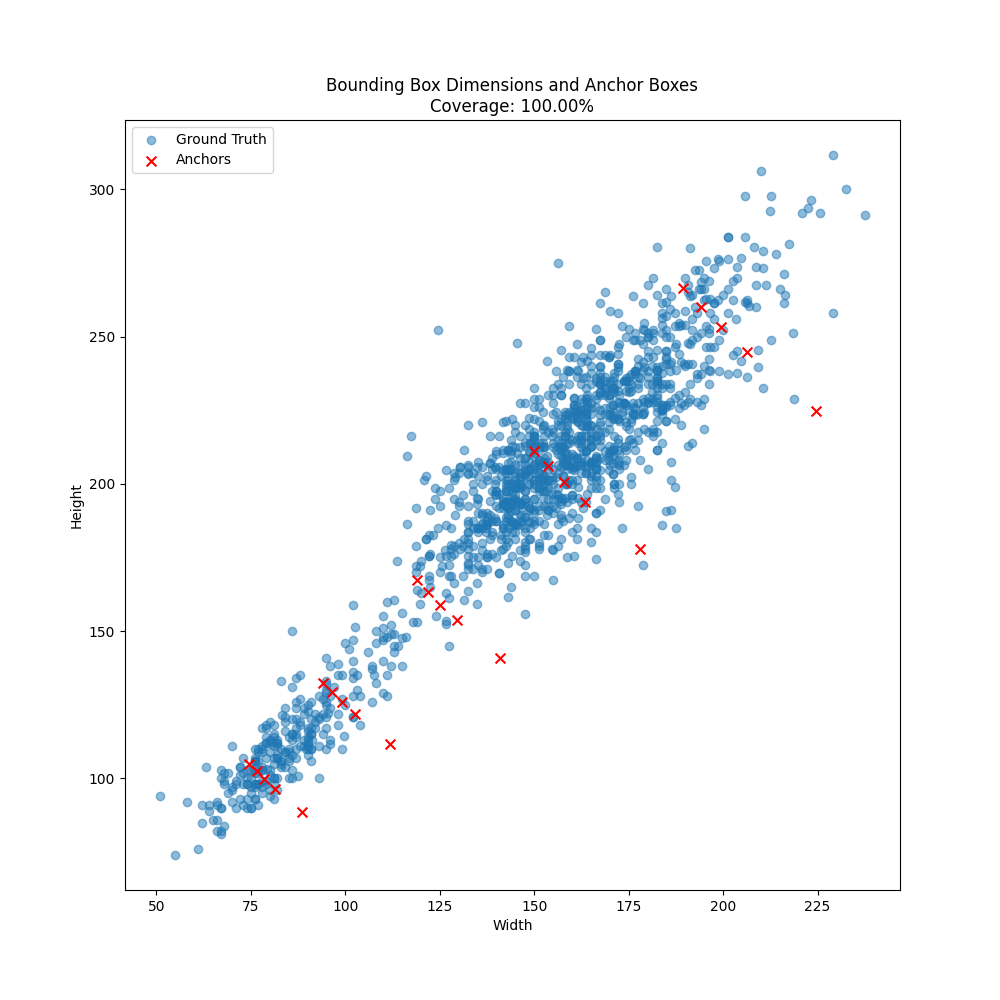 Bounding Box Dimensions and Anchor Boxes
Coverage: 100.00%
Ground Truth
Anchors
300
250
200
150
100
Height
50 75 100 125 150 175 200 225
Width